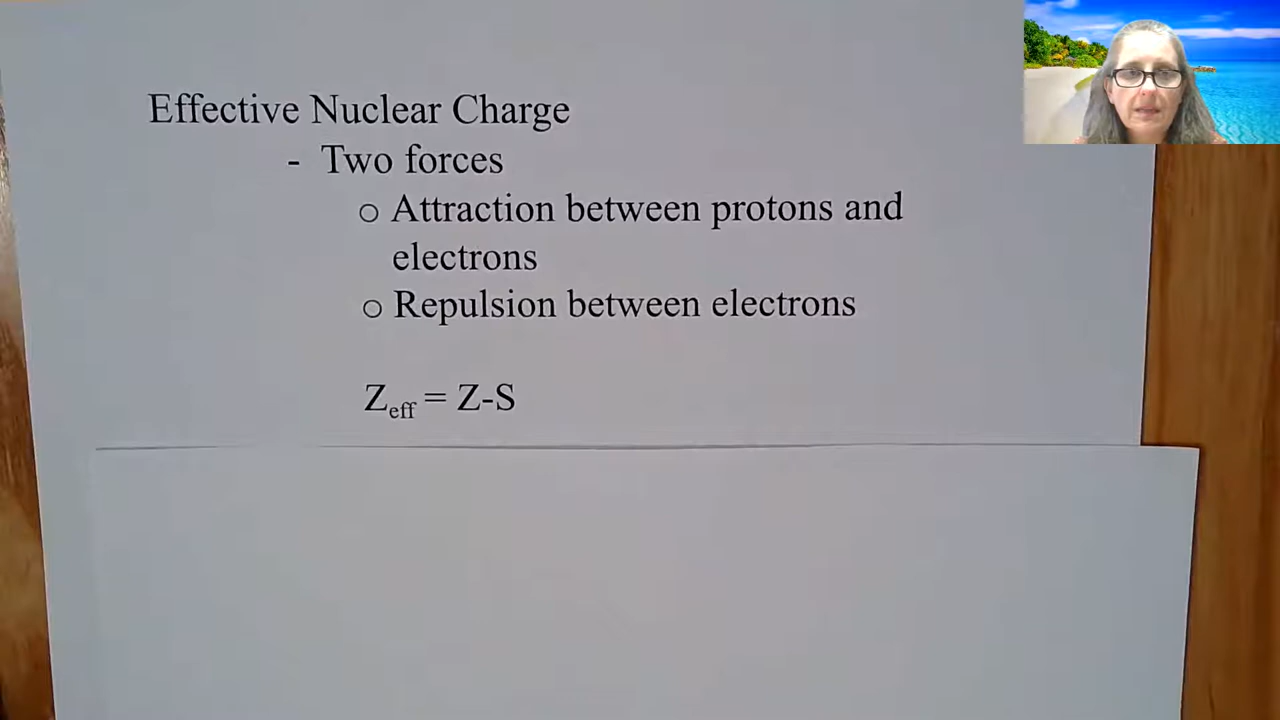 Effective Nuclear Charge
- Two forces
o Attraction between protons and
electrons
o Repulsion between electrons
Zeff = Z-S